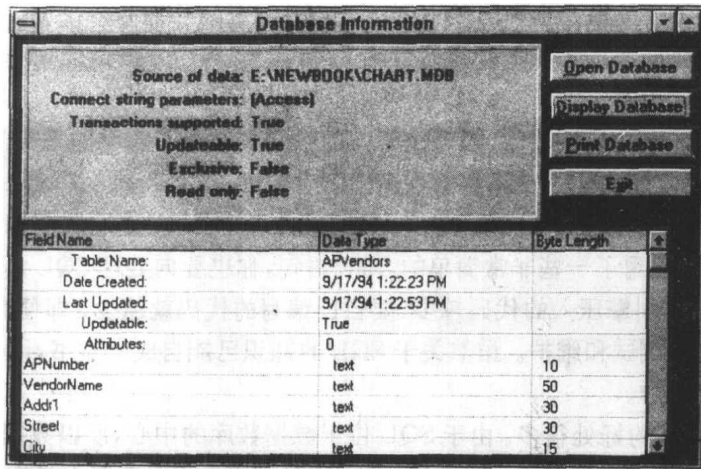 Database Information
Source of data: E:\NEWBOOK\CHART.MDB
Connect string parameters: (Access)
Transactions supported: True
Updateable: True
Exclusive: False
Read only: False
Open Database
Display Database
Print Database
Exit
Field Name Data Type Byte Length
Table Name: APVendors
Date Created: 9/17/94 1:22:23 PM
Last Updated: 9/17/94 1:22:53 PM
Updatable: True
Attributes: 0
APNumber text 10
VendorName text 50
Addr1 text 30
Street text 30
City text 15